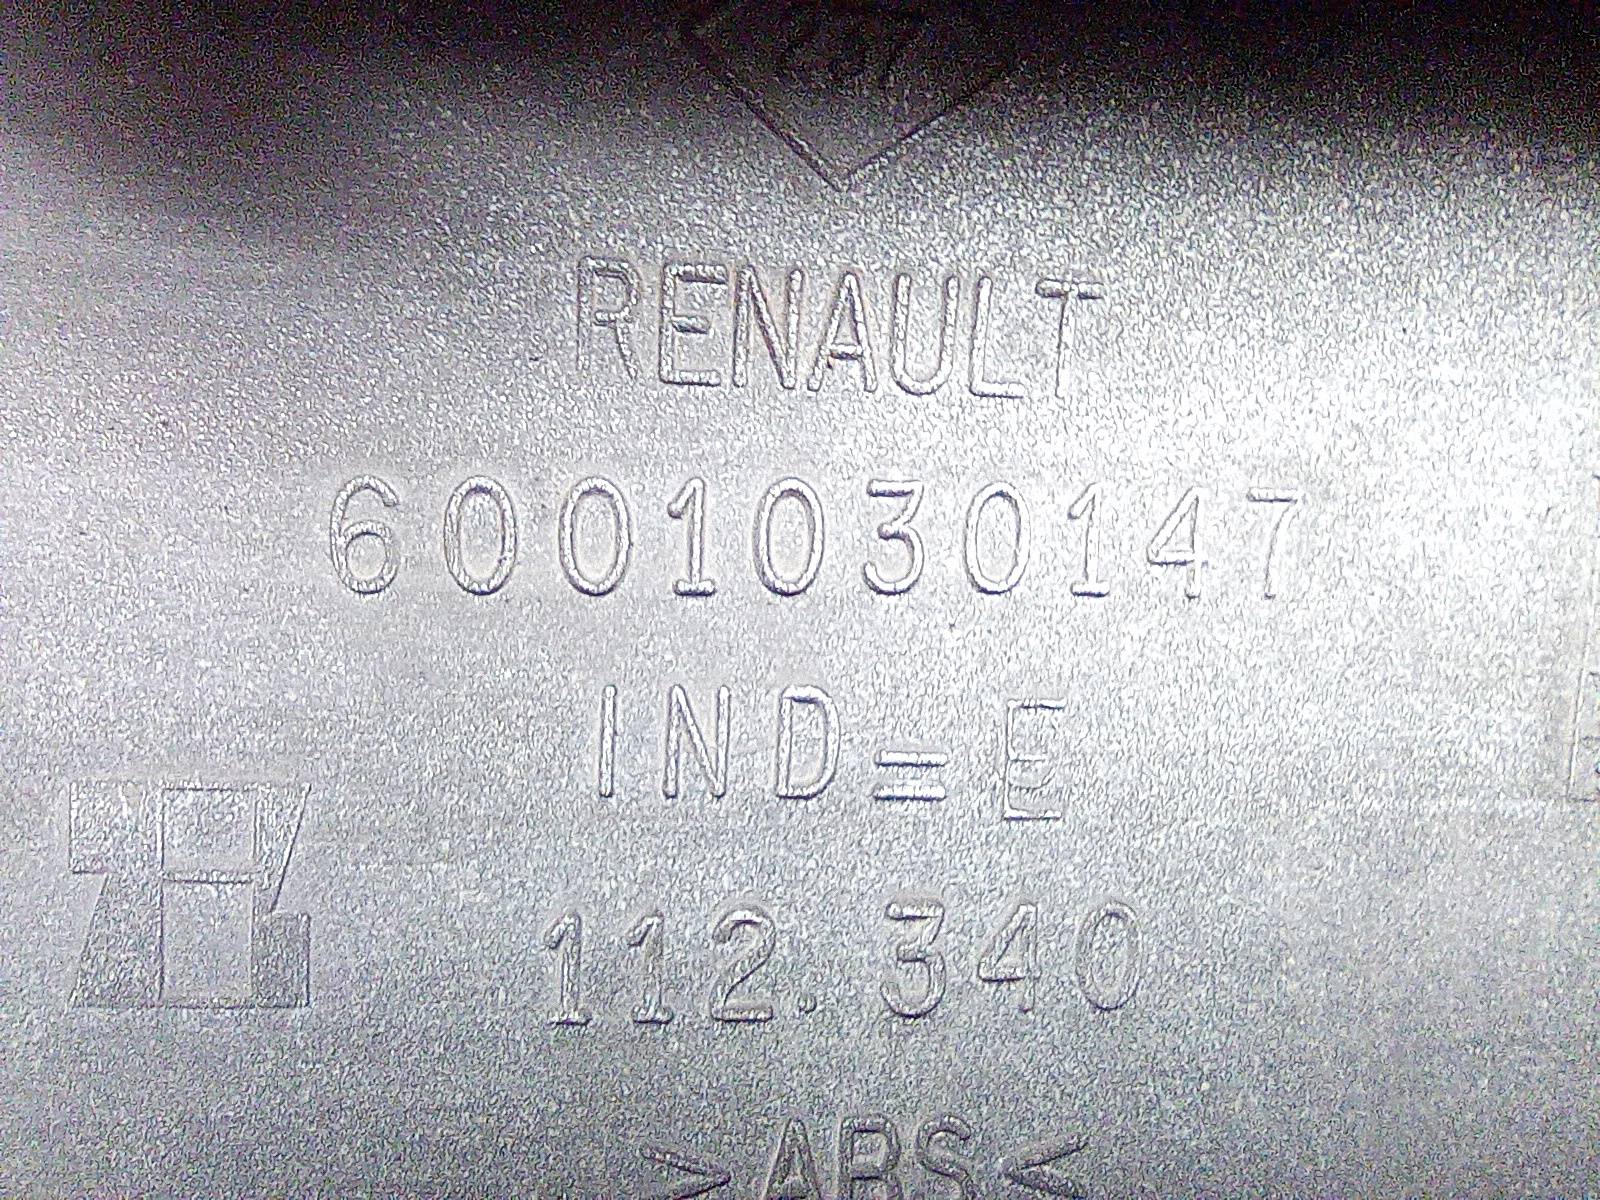 RENAULT
6001030147
IND=E
112.340
>ABS<